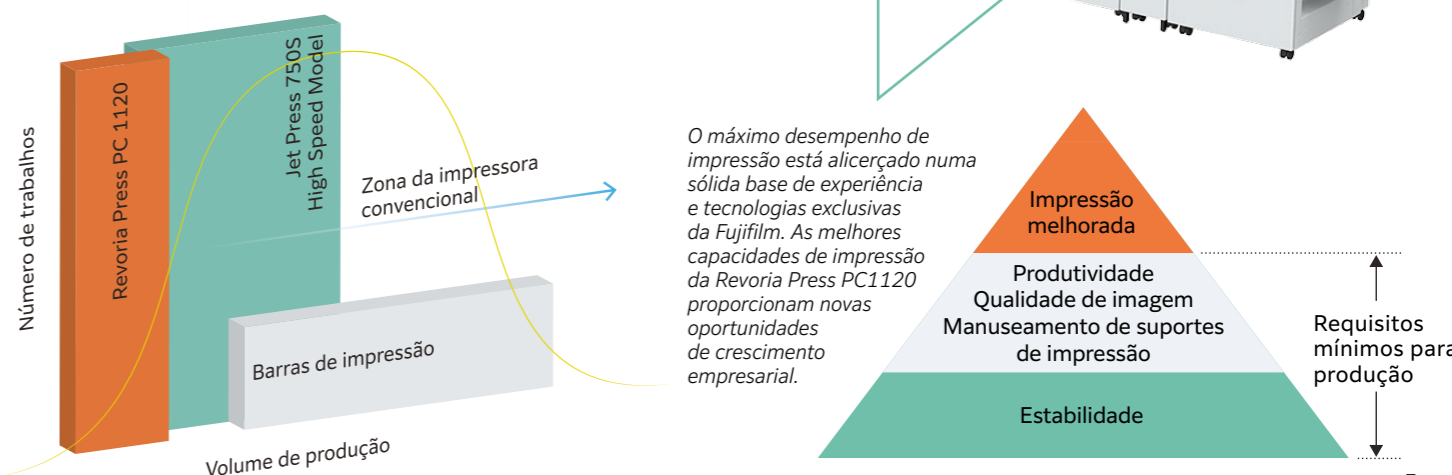 Número de trabalhos
Revoria Press PC 1120
Jet Press 750S
High Speed Model
Zona da impressora
convencional
Barras de impressão
Volume de produção
O máximo desempenho de
impressão está alicerçado numa
sólida base de experiência
e tecnologias exclusivas
da Fujifilm. As melhores
capacidades de impressão
da Revoria Press PC1120
proporcionam novas
oportunidades
de crescimento
empresarial.
Impressão
melhorada
Produtividade
Qualidade de imagem
Manuseamento de suportes
de impressão
Estabilidade
Requisitos
mínimos para
produção